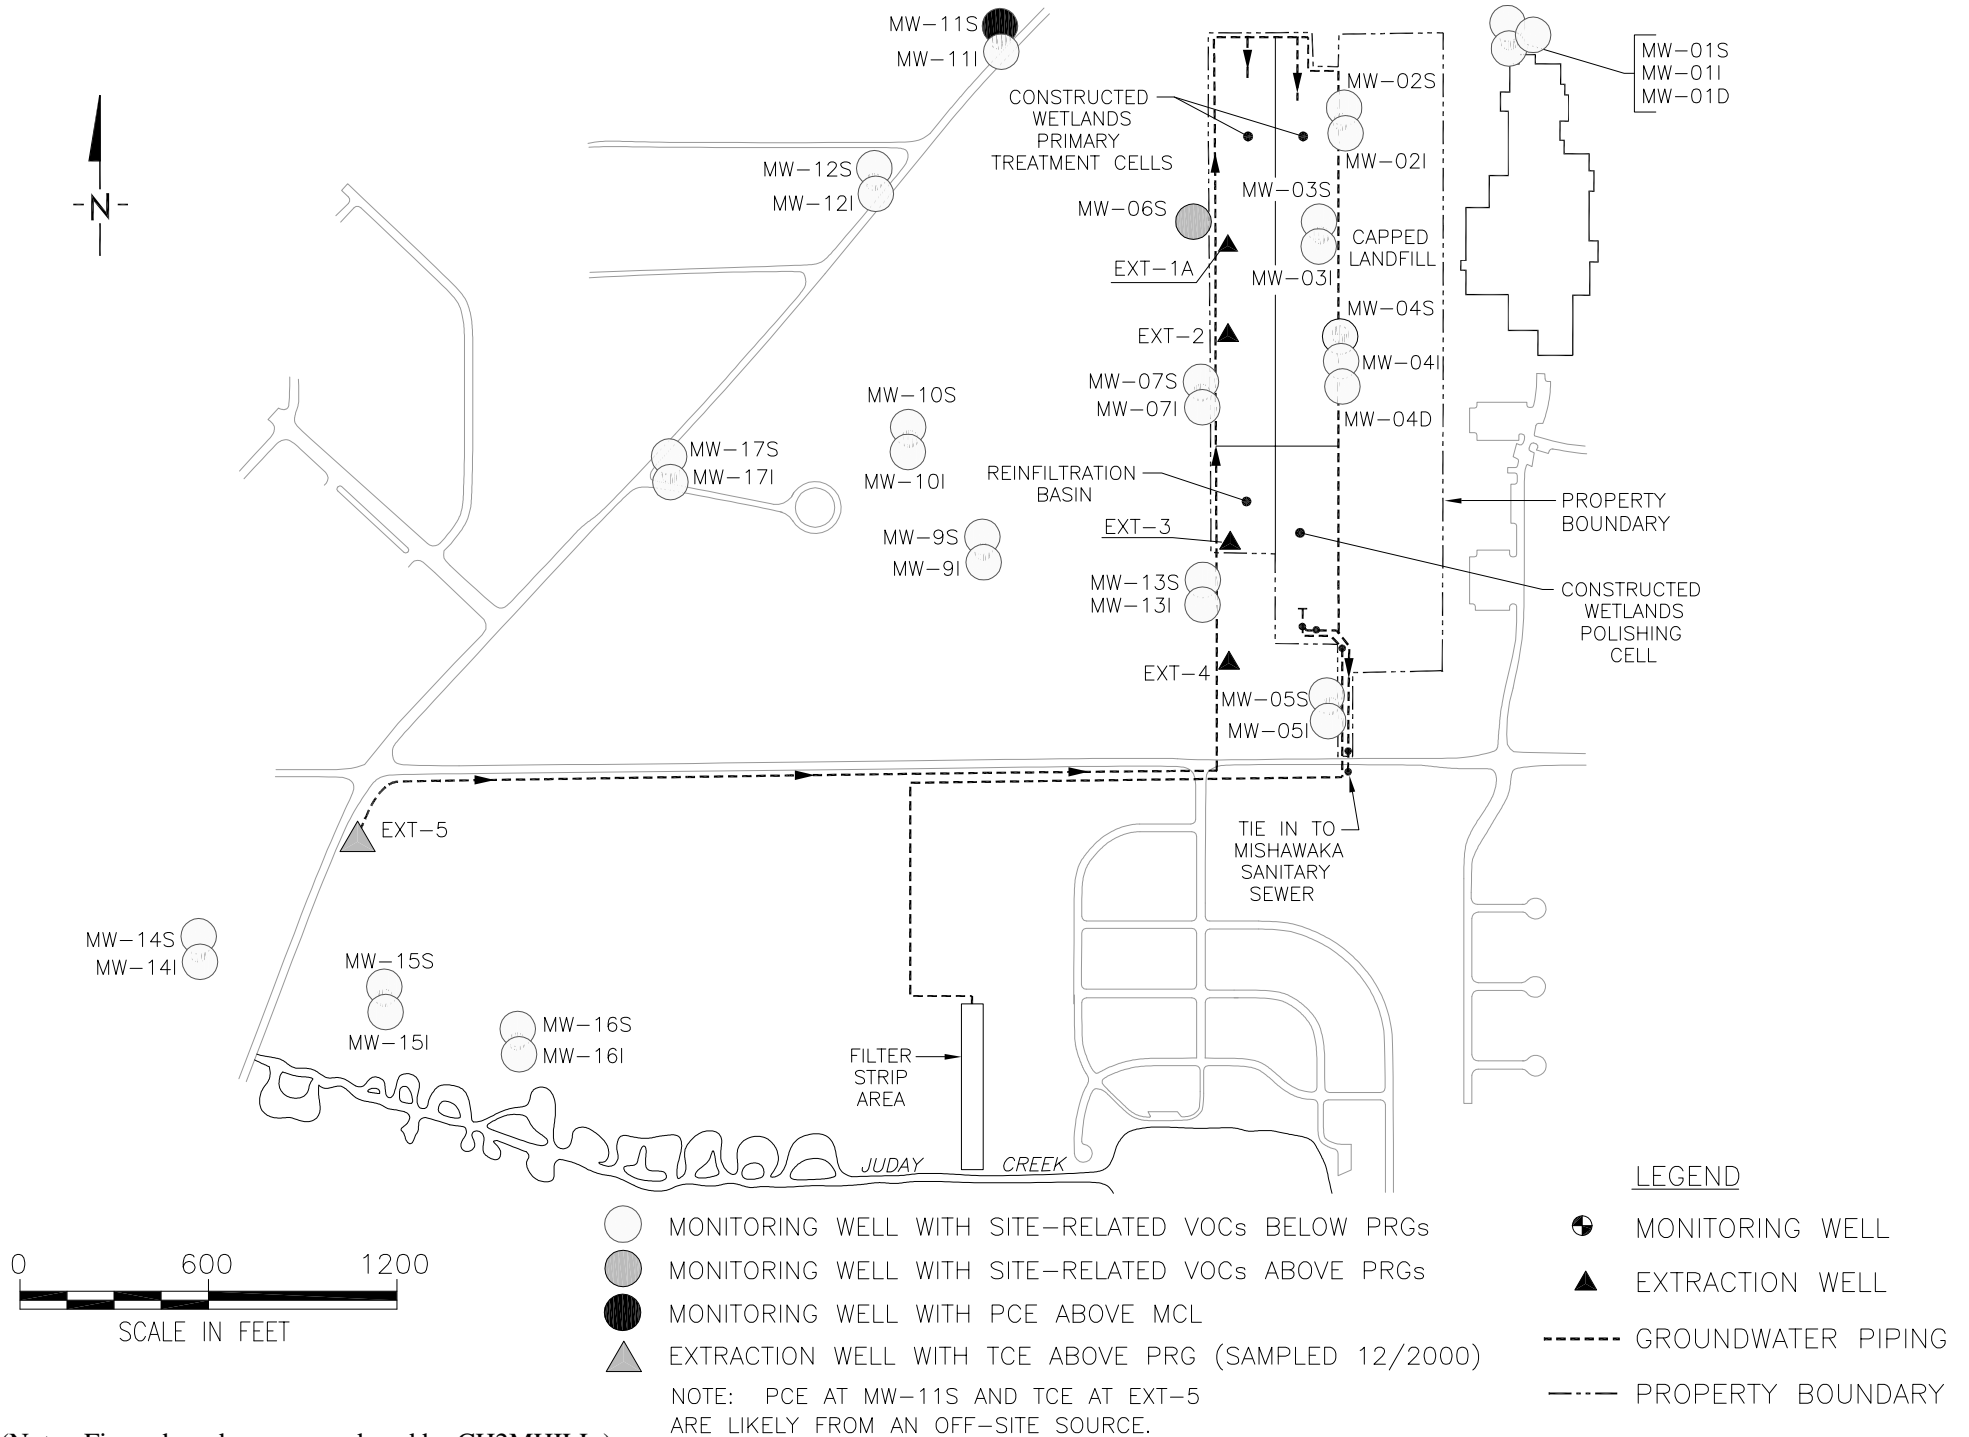 MW-11S
MW-11I
MW-01S
MW-01I
MW-01D
CONSTRUCTED
WETLANDS
PRIMARY
TREATMENT CELLS
MW-02S
MW-02I
MW-12S
MW-12I
-N-
MW-03S
MW-06S
CAPPED
LANDFILL
EXT-1A
MW-03I
MW-04S
EXT-2
MW-04I
MW-07S
MW-07I
MW-04D
MW-10S
MW-10I
MW-17S
MW-17I
REINFILTRATION
BASIN
PROPERTY
BOUNDARY
EXT-3
MW-9S
MW-9I
MW-13S
MW-13I
CONSTRUCTED
WETLANDS
POLISHING
CELL
T
EXT-4
MW-05S
MW-05I
EXT-5
TIE IN TO
MISHAWAKA
SANITARY
SEWER
MW-14S
MW-14I
MW-15S
MW-15I
MW-16S
MW-16I
FILTER
STRIP
AREA
JUDAY CREEK
0 600 1200
SCALE IN FEET
MONITORING WELL WITH SITE-RELATED VOCs BELOW PRGs
MONITORING WELL WITH SITE-RELATED VOCs ABOVE PRGs
MONITORING WELL WITH PCE ABOVE MCL
EXTRACTION WELL WITH TCE ABOVE PRG (SAMPLED 12/2000)
NOTE: PCE AT MW-11S AND TCE AT EXT-5
ARE LIKELY FROM AN OFF-SITE SOURCE.
LEGEND
MONITORING WELL
EXTRACTION WELL
GROUNDWATER PIPING
PROPERTY BOUNDARY